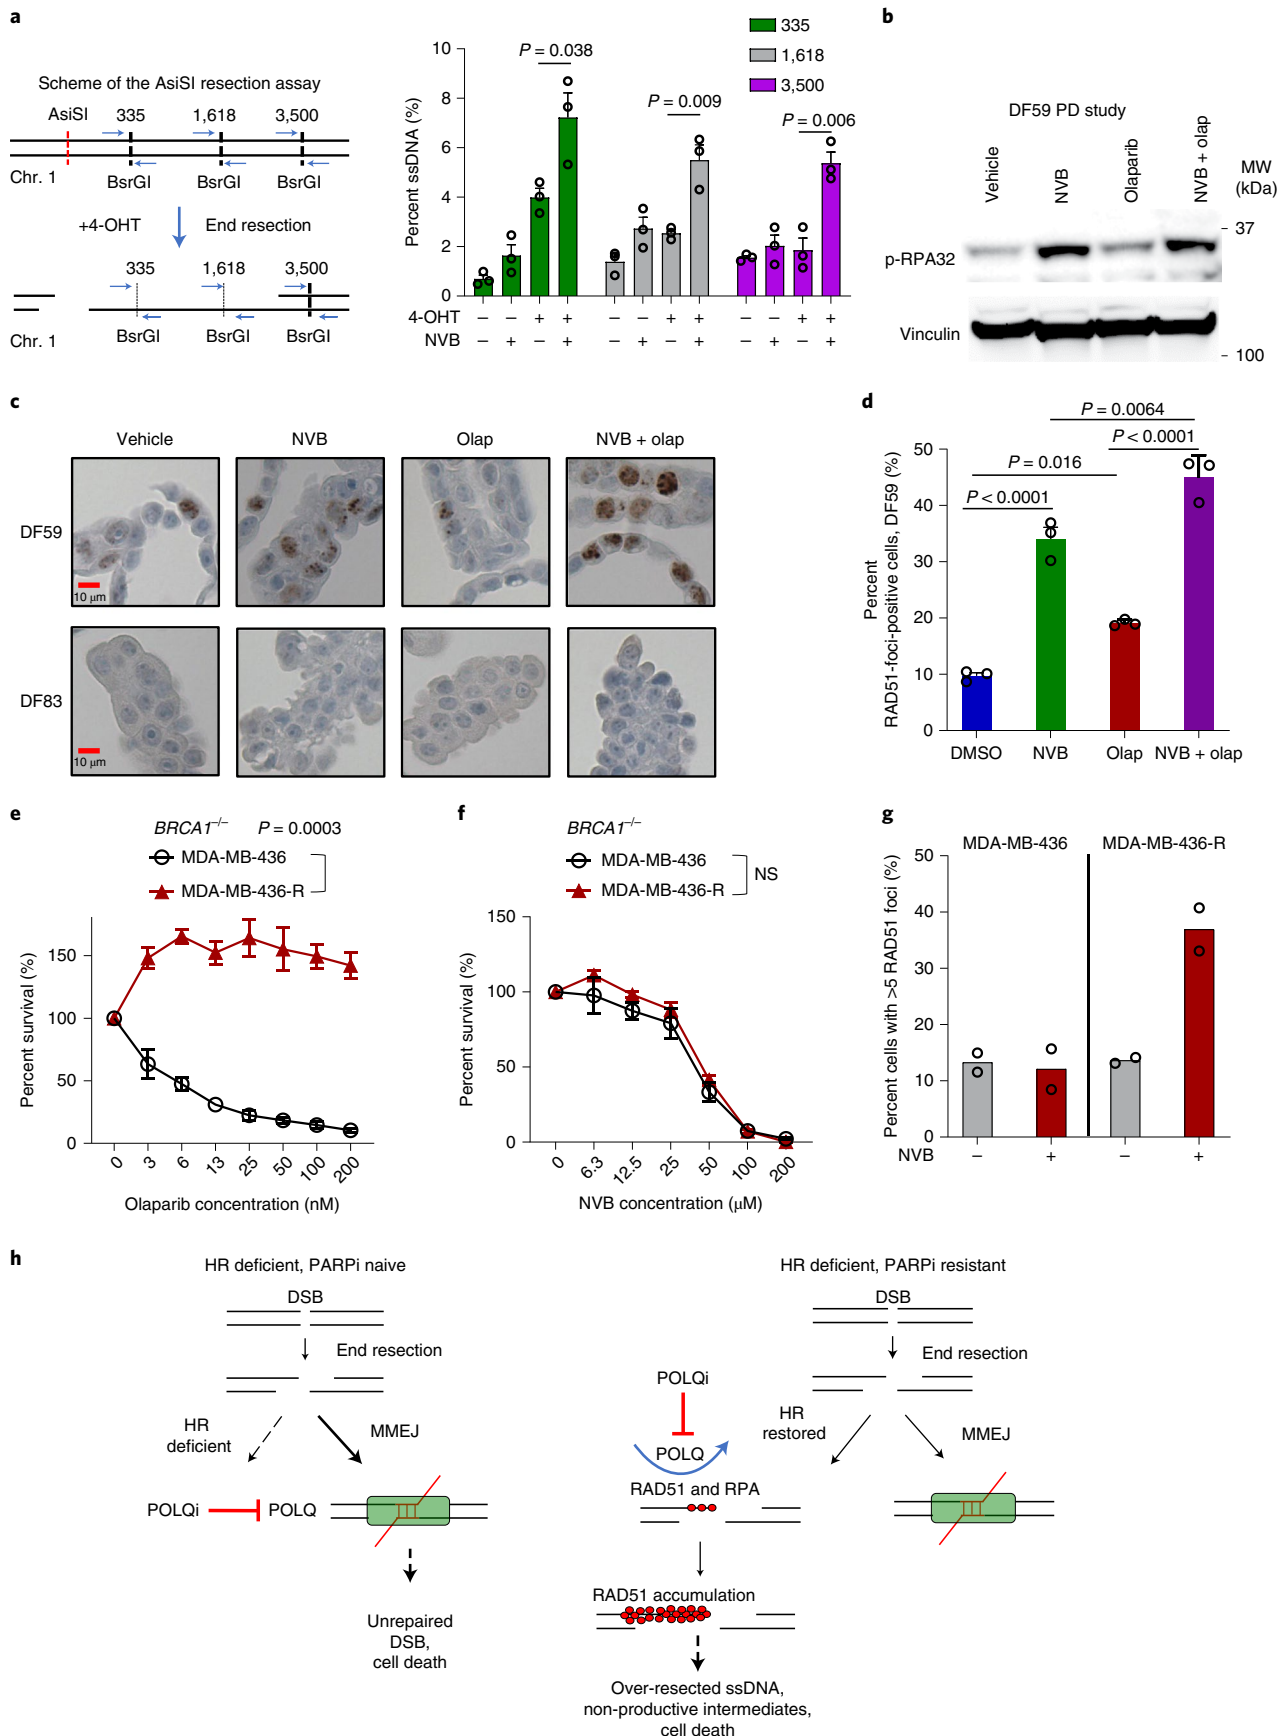 a
Scheme of the AsiSI resection assay
AsiSI 335 1,618 3,500
Chr. 1
BsrGI BsrGI BsrGI
+4-OHT End resection
335 1,618 3,500
BsrGI BsrGI BsrGI
Chr. 1
335
1,618
3,500
Percent ssDNA (%)
10
8
6
4
2
0
P = 0.038
P = 0.009
P = 0.006
4-OHT – – + + – – + + – – + +
NVB – + – + – + – + – + – +
b
DF59 PD study
Vehicle
NVB
Olaparib
NVB + olap
MW
(kDa)
p-RPA32
37
Vinculin
100
c
Vehicle NVB Olap NVB + olap
DF59
10 μm
DF83
10 μm
d
Percent
RAD51-foci-positive cells, DF59 (%)
50
40
30
20
10
0
P = 0.0064
P < 0.0001
P = 0.016
P < 0.0001
DMSO NVB Olap NVB + olap
e
BRCA1–/– P = 0.0003
MDA-MB-436
MDA-MB-436-R
Percent survival (%)
150
100
50
0
0 3 6 13 25 50 100 200
Olaparib concentration (nM)
f
BRCA1–/–
MDA-MB-436
MDA-MB-436-R
NS
Percent survival (%)
150
100
50
0
0 6.3 12.5 25 50 100 200
NVB concentration (μM)
g
MDA-MB-436 MDA-MB-436-R
Percent cells with >5 RAD51 foci (%)
50
40
30
20
10
0
NVB – + – +
h
HR deficient, PARPi naive
DSB
End resection
HR
deficient
MMEJ
POLQi POLQ
Unrepaired
DSB,
cell death
HR deficient, PARPi resistant
DSB
End resection
POLQi
HR
restored
MMEJ
POLQ
RAD51 and RPA
RAD51 accumulation
Over-resected ssDNA,
non-productive intermediates,
cell death